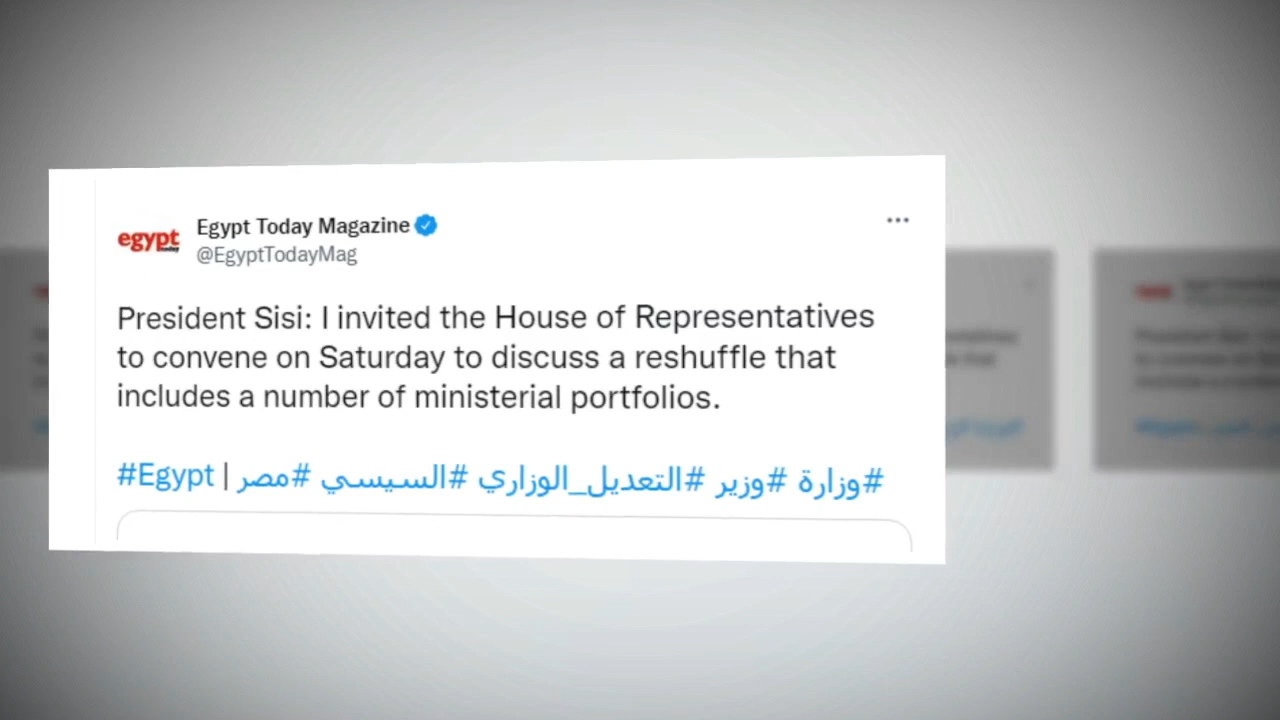 egypt
today
Egypt Today Magazine
@EgyptTodayMag
President Sisi: I invited the House of Representatives
to convene on Saturday to discuss a reshuffle that
includes a number of ministerial portfolios.
#Egypt | #وزارة #وزير #التعديل_الوزاري #السيسي #مصر